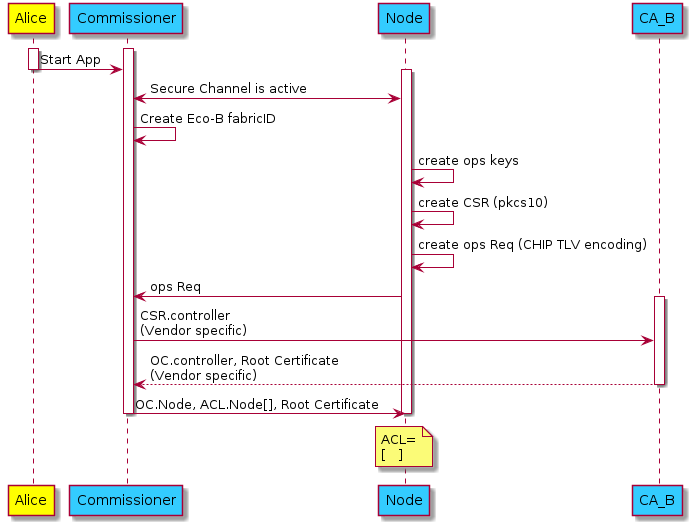 Alice
Commissioner
Node
CA_B
Start App
Secure Channel is active
Create Eco-B fabricID
create ops keys
create CSR (pkcs10)
create ops Req (CHIP TLV encoding)
ops Req
CSR.controller
(Vendor specific)
OC.controller, Root Certificate
(Vendor specific)
OC.Node, ACL.Node[], Root Certificate
ACL=
[   ]
Alice
Commissioner
Node
CA_B